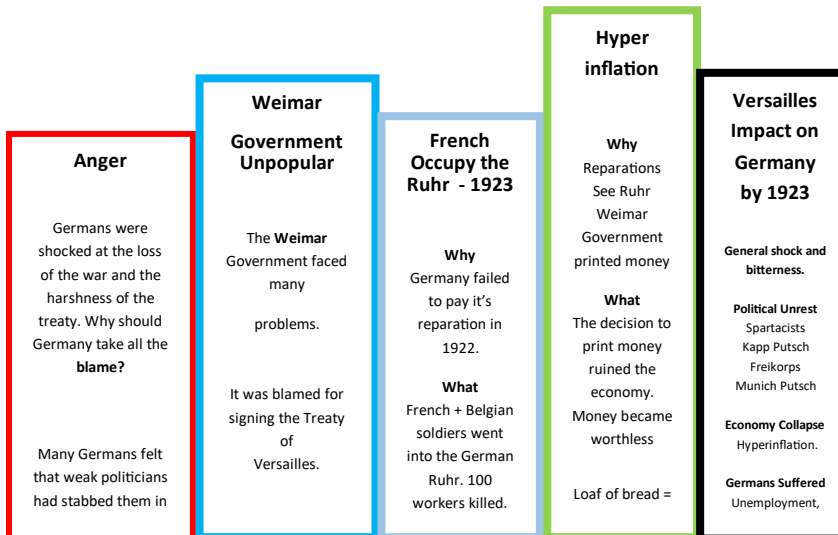 Anger
Germans were
shocked at the loss
of the war and the
harshness of the
treaty. Why should
Germany take all the
blame?
Many Germans felt
that weak politicians
had stabbed them in
Weimar
Government
Unpopular
The Weimar
Government faced
many
problems.
It was blamed for
signing the Treaty
of
Versailles.
French
Occupy the
Ruhr - 1923
Why
Germany failed
to pay it's
reparation in
1922.
What
French + Belgian
soldiers went
into the German
Ruhr. 100
workers killed.
Hyper
inflation
Why
Reparations
See Ruhr
Weimar
Government
printed money
What
The decision to
print money
ruined the
economy.
Money became
worthless
Loaf of bread =
Versailles
Impact on
Germany
by 1923
General shock and
bitterness.
Political Unrest
Spartacists
Kapp Putsch
Freikorps
Munich Putsch
Economy Collapse
Hyperinflation.
Germans Suffered
Unemployment,